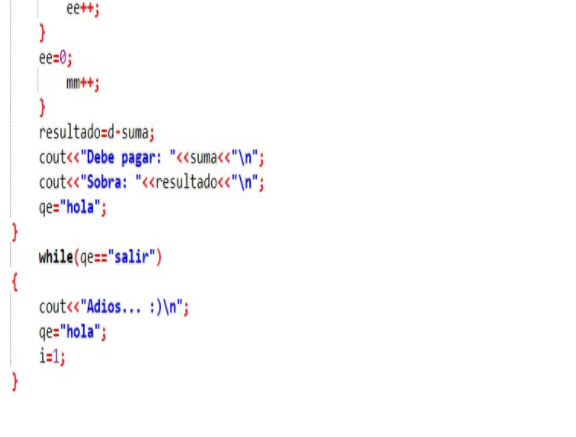 ee++;
}
ee=0;
mm++;
}
resultado=d-suma;
cout<<"Debe pagar: "<<suma<<"\n";
cout<<"Sobra: "<<resultado<<"\n";
qe="hola";
}
while(qe=="salir")
{
cout<<"Adios... :)\n";
qe="hola";
i=1;
}